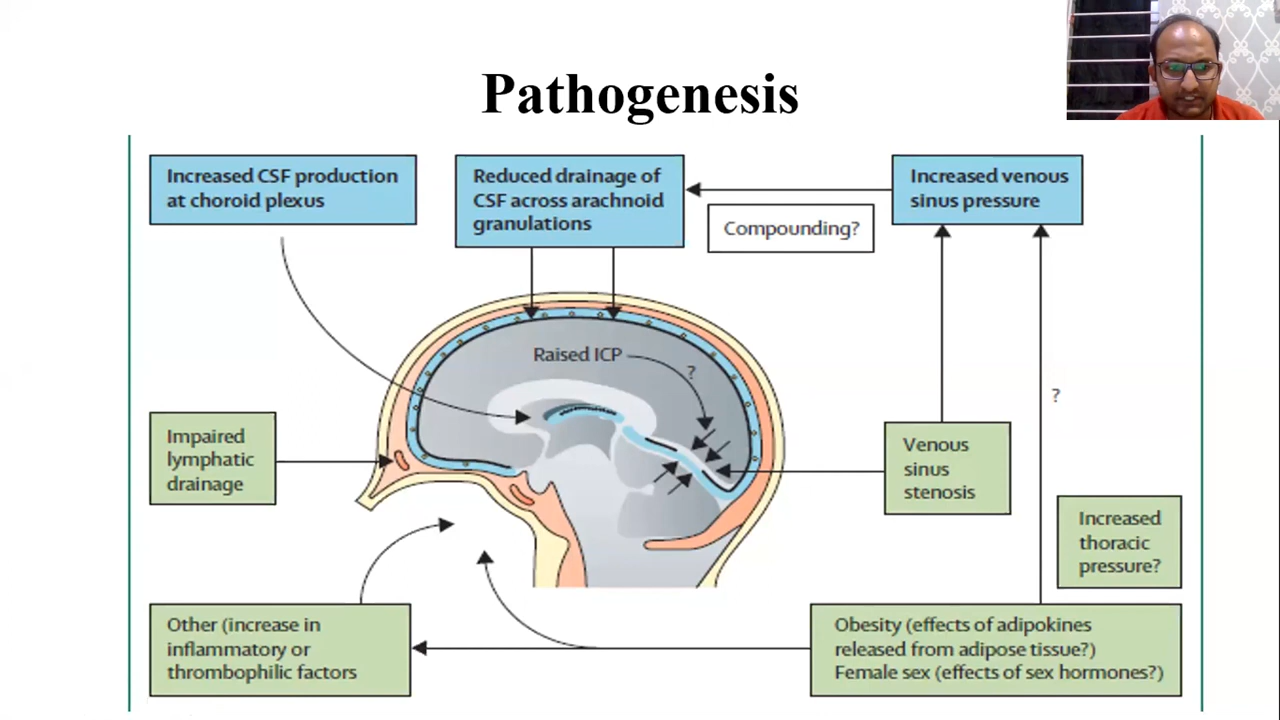 Pathogenesis
Increased CSF production
at choroid plexus
Reduced drainage of
CSF across arachnoid
granulations
Increased venous
sinus pressure
Compounding?
Raised ICP
?
?
Impaired
lymphatic
drainage
Venous
sinus
stenosis
Increased
thoracic
pressure?
Other (increase in
inflammatory or
thrombophilic factors
Obesity (effects of adipokines
released from adipose tissue?)
Female sex (effects of sex hormones?)